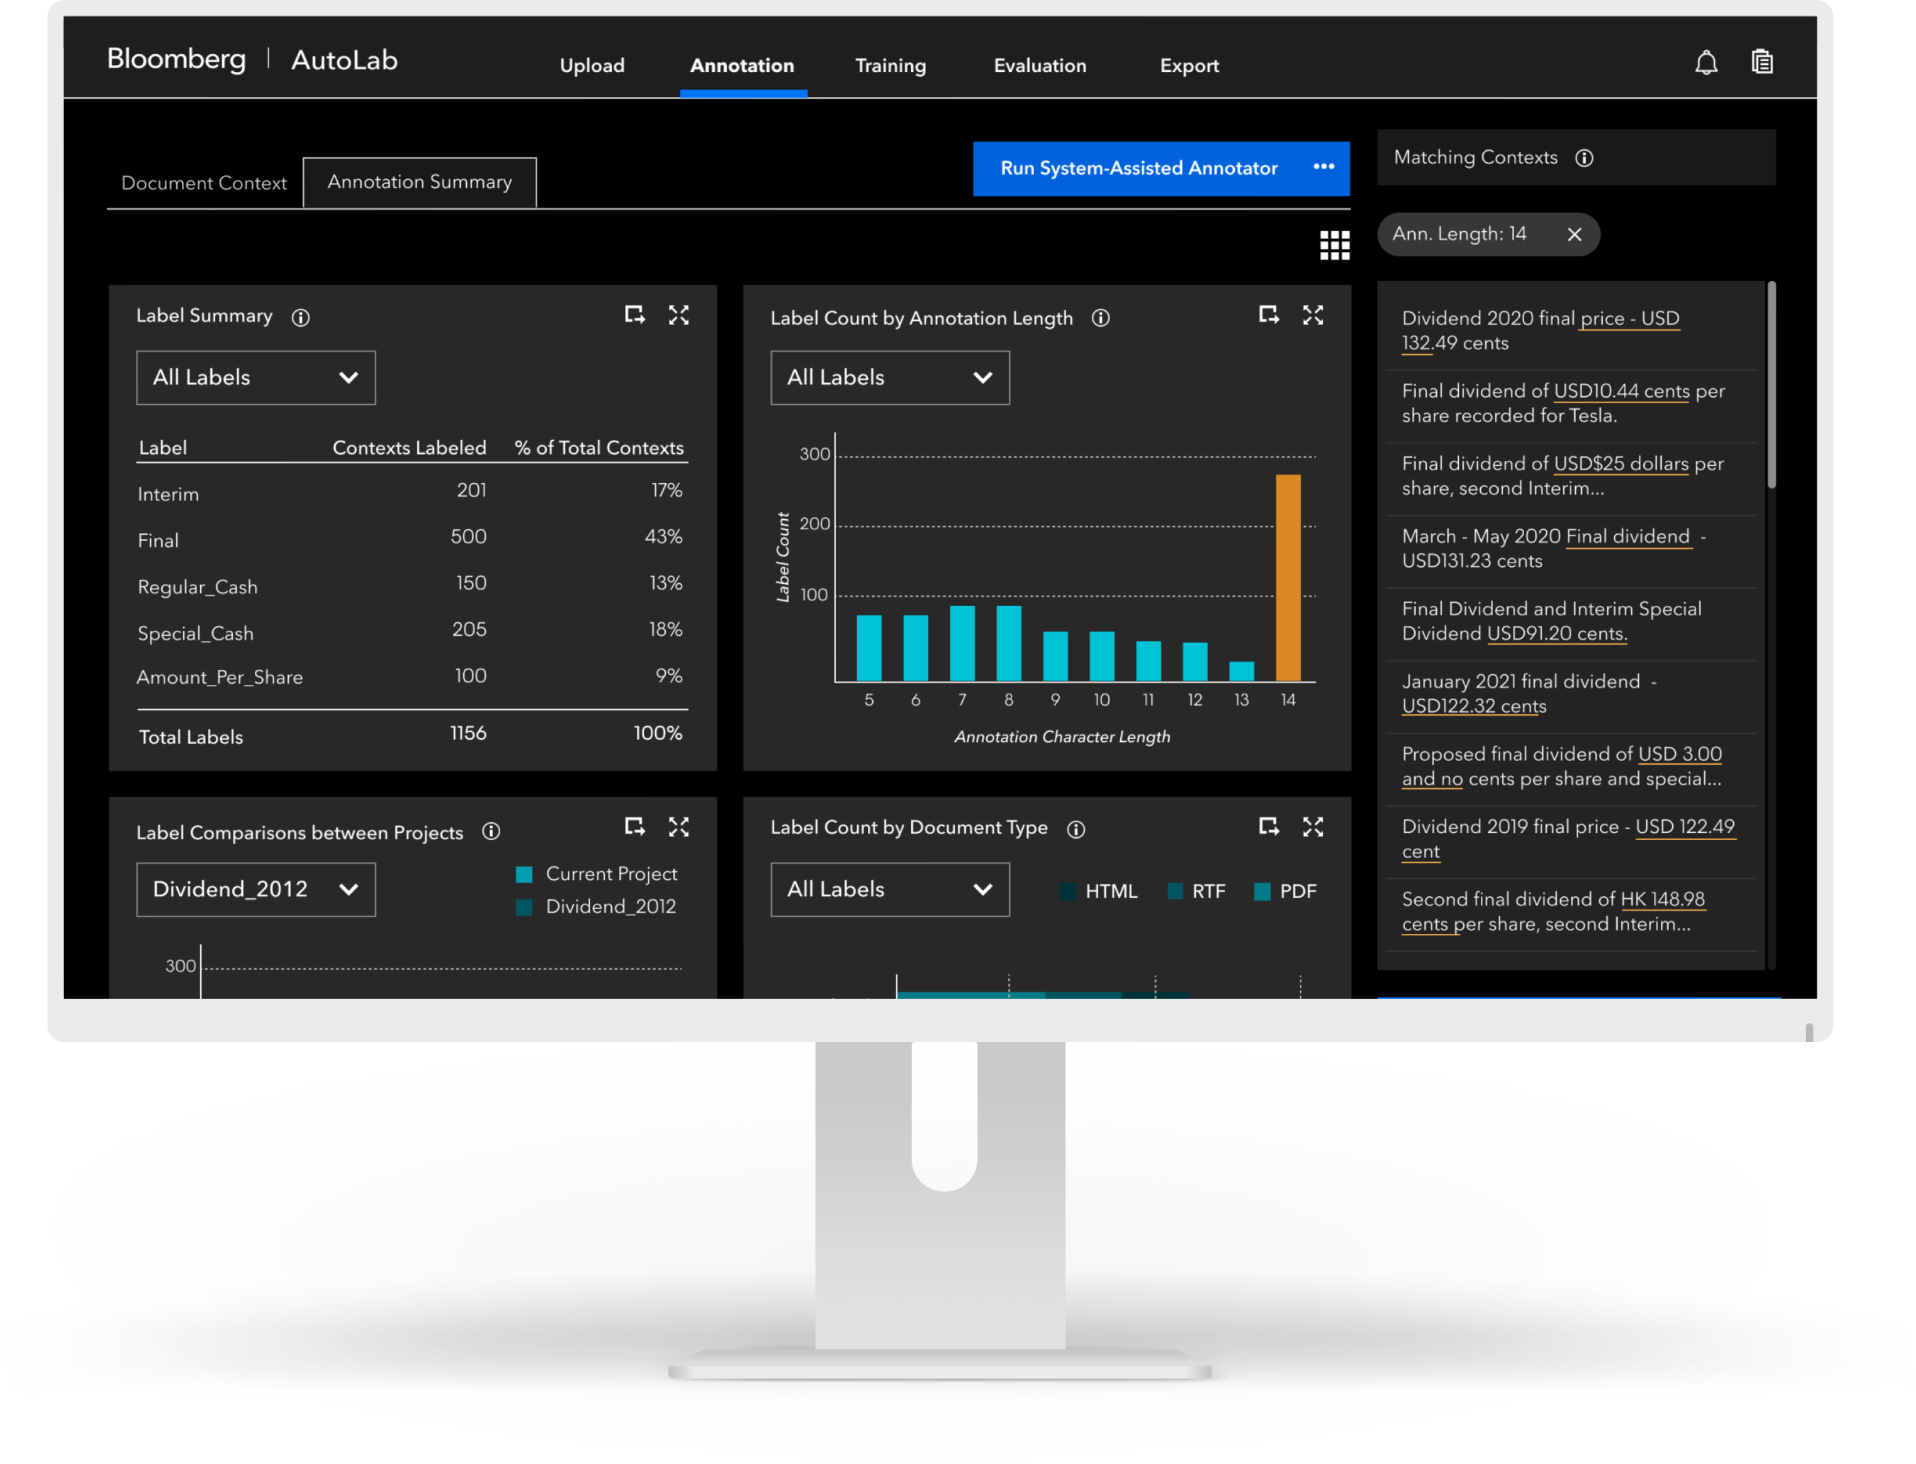 Bloomberg | AutoLab
Upload
Annotation
Training
Evaluation
Export
Document Context
Annotation Summary
Run System-Assisted Annotator
Label Summary
All Labels
Label Contexts Labeled % of Total Contexts
Interim 201 17%
Final 500 43%
Regular_Cash 150 13%
Special_Cash 205 18%
Amount_Per_Share 100 9%
Total Labels 1156 100%
Label Count by Annotation Length
All Labels
300
200
100
Label Count
5 6 7 8 9 10 11 12 13 14
Annotation Character Length
Label Comparisons between Projects
Dividend_2012
Current Project
Dividend_2012
300
Label Count by Document Type
All Labels
HTML RTF PDF
Matching Contexts
Ann. Length: 14
Dividend 2020 final price - USD
132.49 cents
Final dividend of USD10.44 cents per
share recorded for Tesla.
Final dividend of USD$25 dollars per
share, second Interim...
March - May 2020 Final dividend -
USD131.23 cents
Final Dividend and Interim Special
Dividend USD91.20 cents.
January 2021 final dividend -
USD122.32 cents
Proposed final dividend of USD 3.00
and no cents per share and special...
Dividend 2019 final price - USD 122.49
cent
Second final dividend of HK 148.98
cents per share, second Interim...